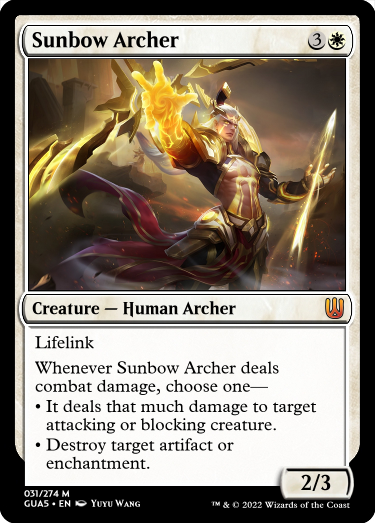 Sunbow Archer 3
Creature — Human Archer
Lifelink
Whenever Sunbow Archer deals
combat damage, choose one—
• It deals that much damage to target
attacking or blocking creature.
• Destroy target artifact or
enchantment.
2/3
031/274 M
GUA5 • EN Yuyu Wang
™ & © 2022 Wizards of the Coast